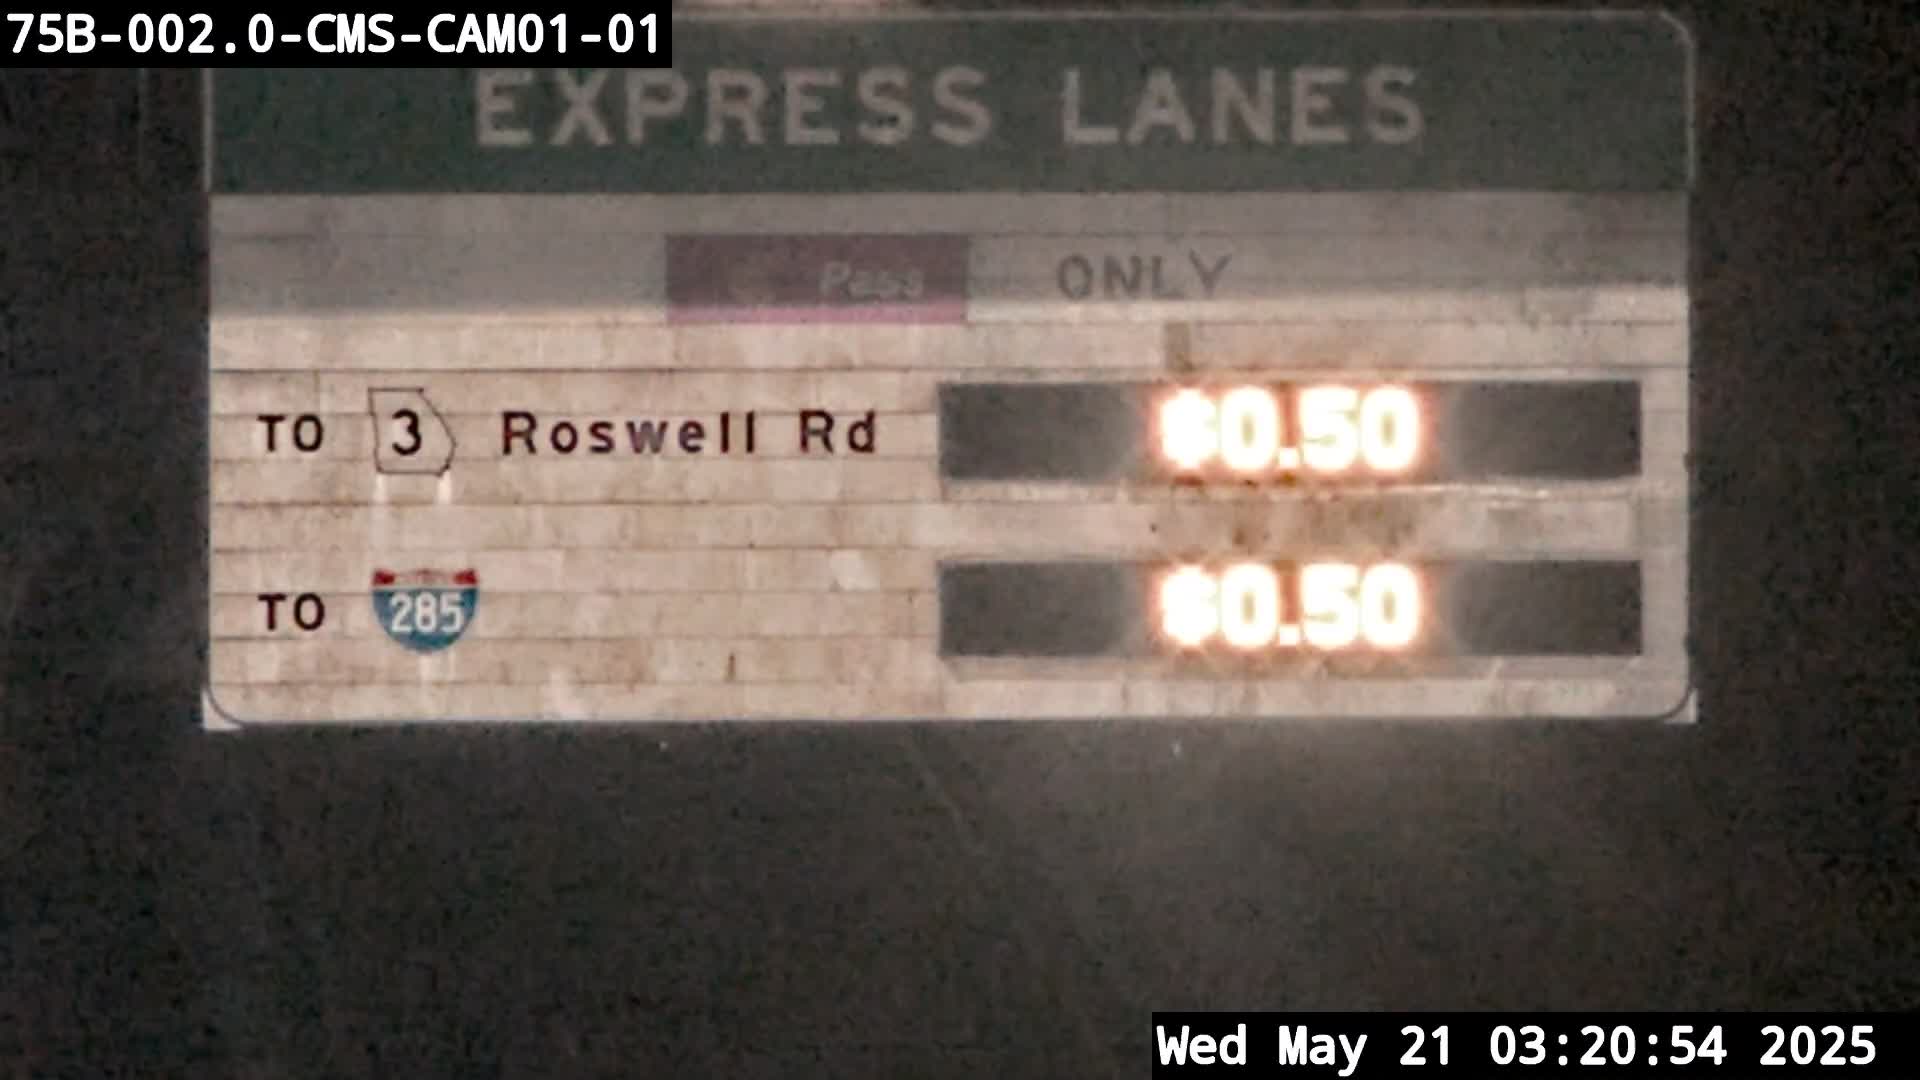 75B-002.0-CMS-CAM01-01
EXPRESS LANES
Pass ONLY
TO 3 Roswell Rd $0.50
TO 285 $0.50
Wed May 21 03:20:54 2025